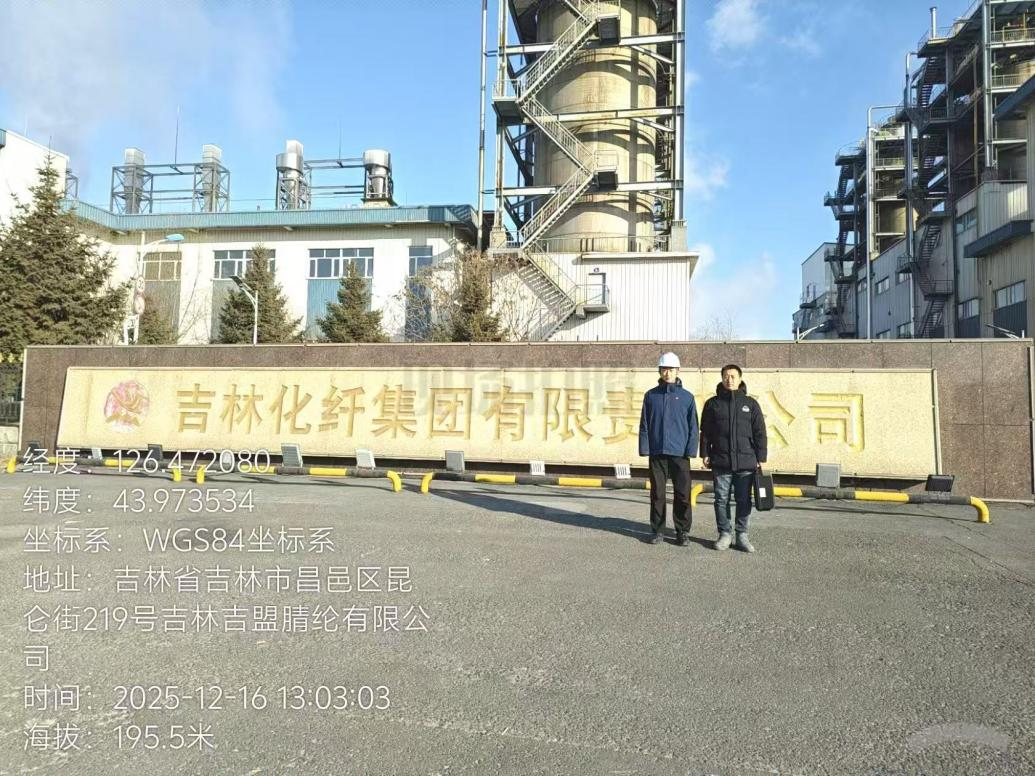 吉林化纤集团有限责 公司
经度：126.472080
纬度：43.973534
坐标系：WGS84坐标系
地址：吉林省吉林市昌邑区昆
仑街219号吉林吉盟腈纶有限公
司
时间：2025-12-16 13:03:03
海拔：195.5米